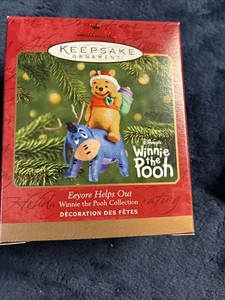 KEEPSAKE
ORNAMENT
Disney's
Winnie
the
Pooh
Eeyore Helps Out
Winnie the Pooh Collection
DÉCORATION DES FÊTES